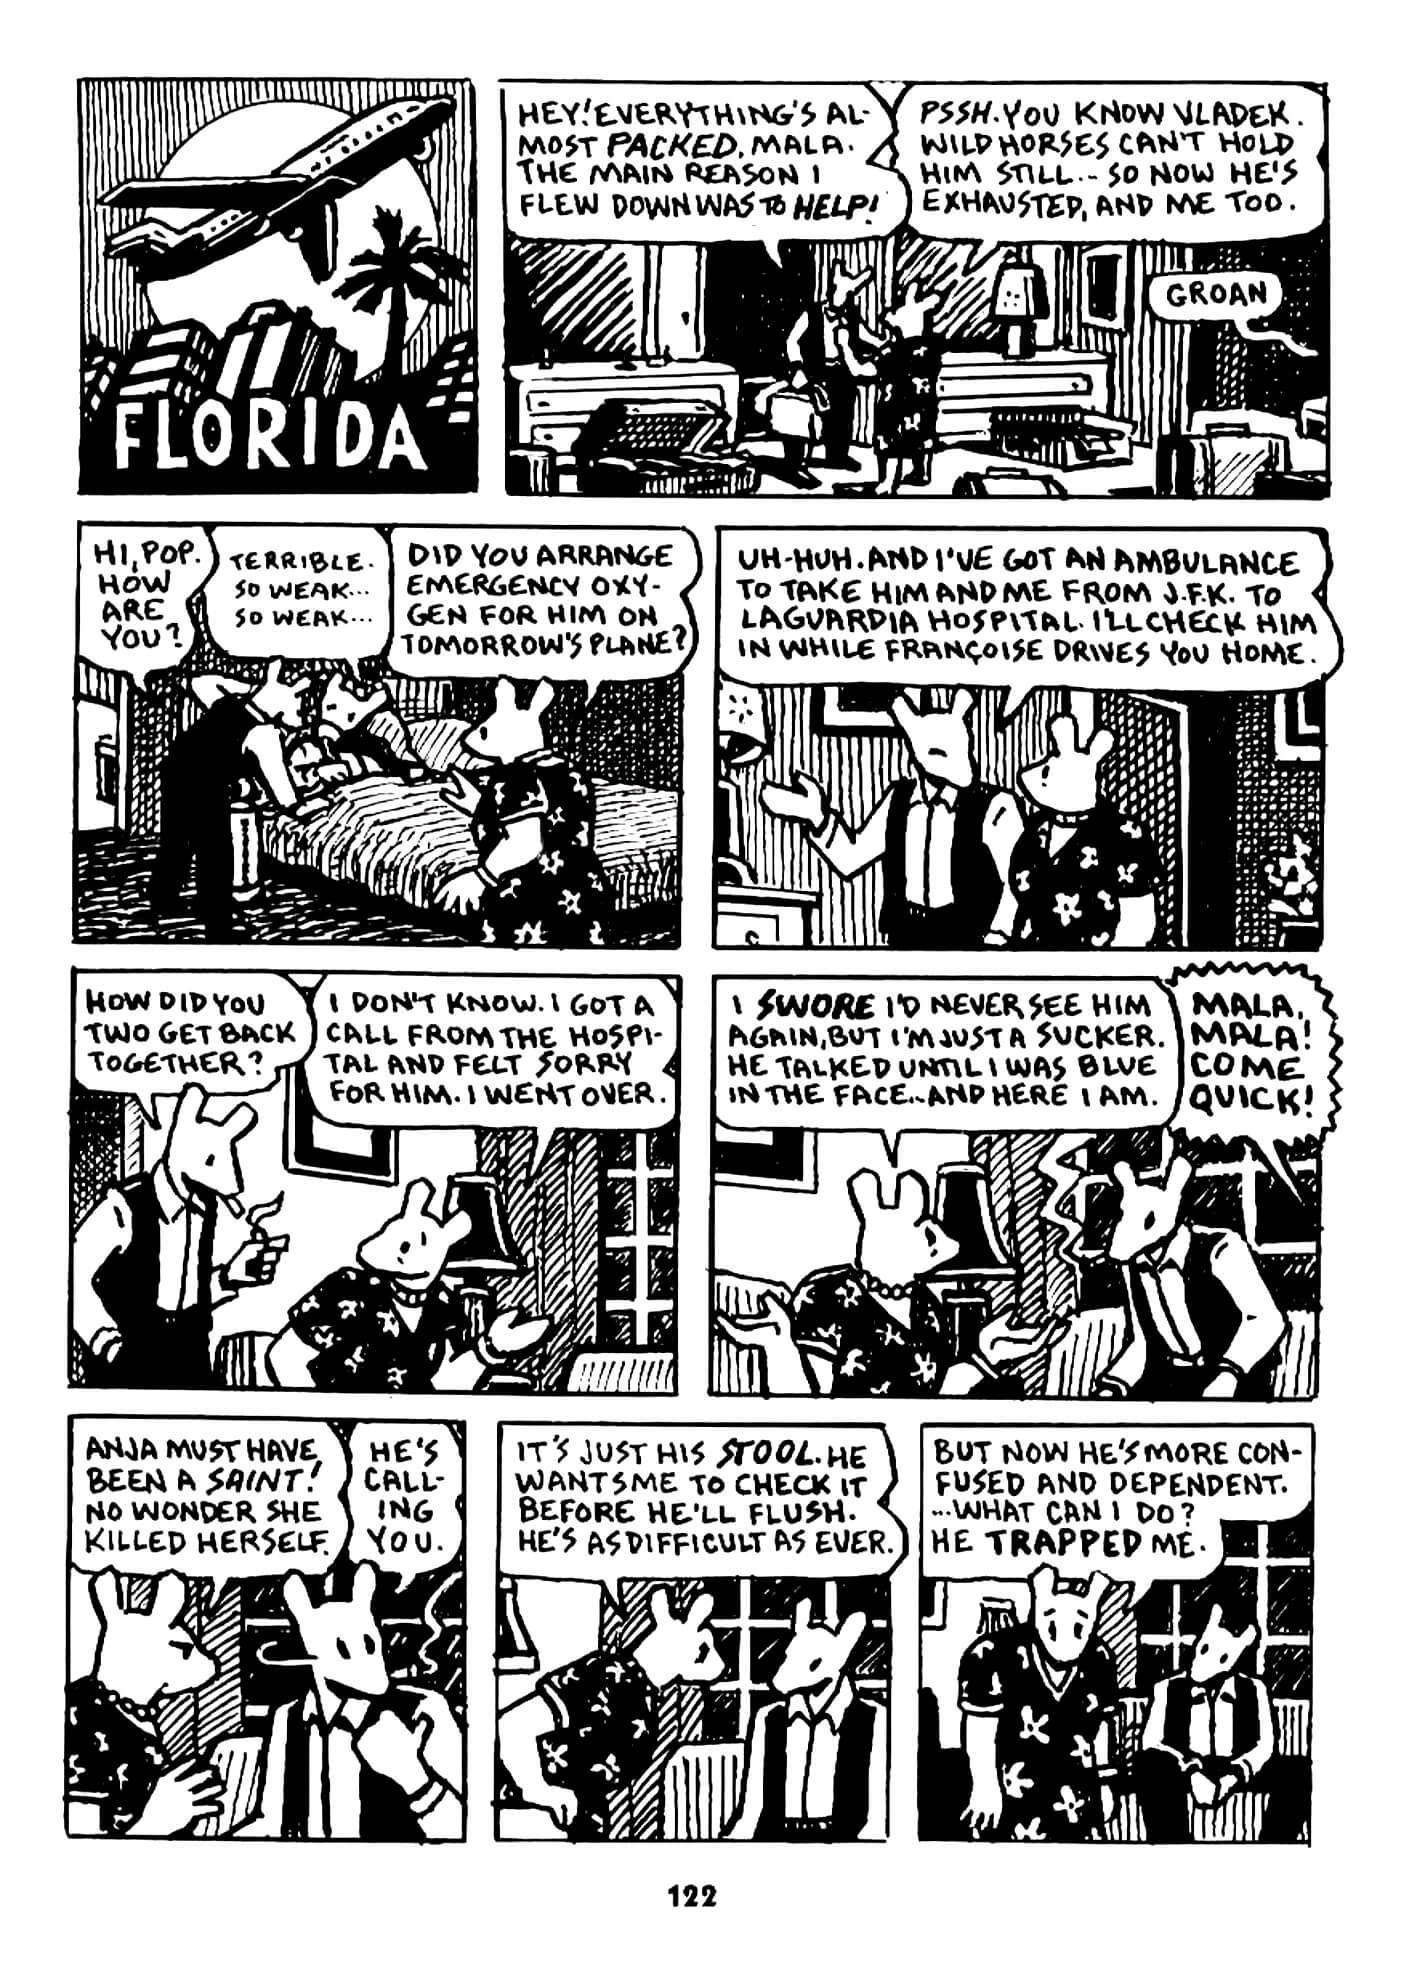 FLORIDA
HEY! EVERYTHING'S AL-
MOST PACKED, MALA.
THE MAIN REASON I
FLEW DOWN WAS TO HELP!
PSSH. YOU KNOW VLADEK.
WILD HORSES CAN'T HOLD
HIM STILL... SO NOW HE'S
EXHAUSTED, AND ME TOO.
GROAN
HI, POP.
HOW
ARE
YOU?
TERRIBLE.
SO WEAK...
SO WEAK...
DID YOU ARRANGE
EMERGENCY OXY-
GEN FOR HIM ON
TOMORROW'S PLANE?
UH-HUH. AND I'VE GOT AN AMBULANCE
TO TAKE HIM AND ME FROM J.F.K. TO
LAGUARDIA HOSPITAL. I'LL CHECK HIM
IN WHILE FRANÇOISE DRIVES YOU HOME.
HOW DID YOU
TWO GET BACK
TOGETHER?
I DON'T KNOW. I GOT A
CALL FROM THE HOSPI-
TAL AND FELT SORRY
FOR HIM. I WENT OVER.
I SWORE I'D NEVER SEE HIM
AGAIN, BUT I'M JUST A SUCKER.
HE TALKED UNTIL I WAS BLUE
IN THE FACE... AND HERE I AM.
MALA,
MALA!
COME
QUICK!
ANJA MUST HAVE
BEEN A SAINT!
NO WONDER SHE
KILLED HERSELF.
HE'S
CALL-
ING
YOU.
IT'S JUST HIS STOOL. HE
WANTS ME TO CHECK IT
BEFORE HE'LL FLUSH.
HE'S AS DIFFICULT AS EVER.
BUT NOW HE'S MORE CON-
FUSED AND DEPENDENT.
...WHAT CAN I DO?
HE TRAPPED ME.
122